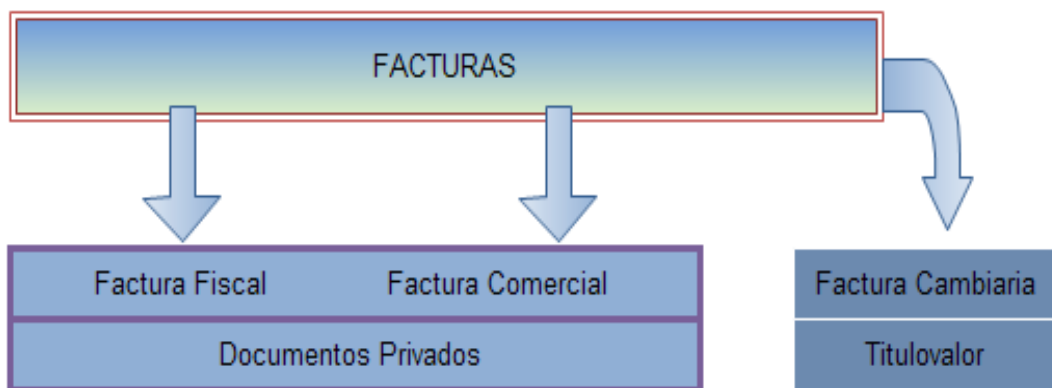 FACTURAS
Factura Fiscal
Factura Comercial
Factura Cambiaria
Documentos Privados
Titulovalor